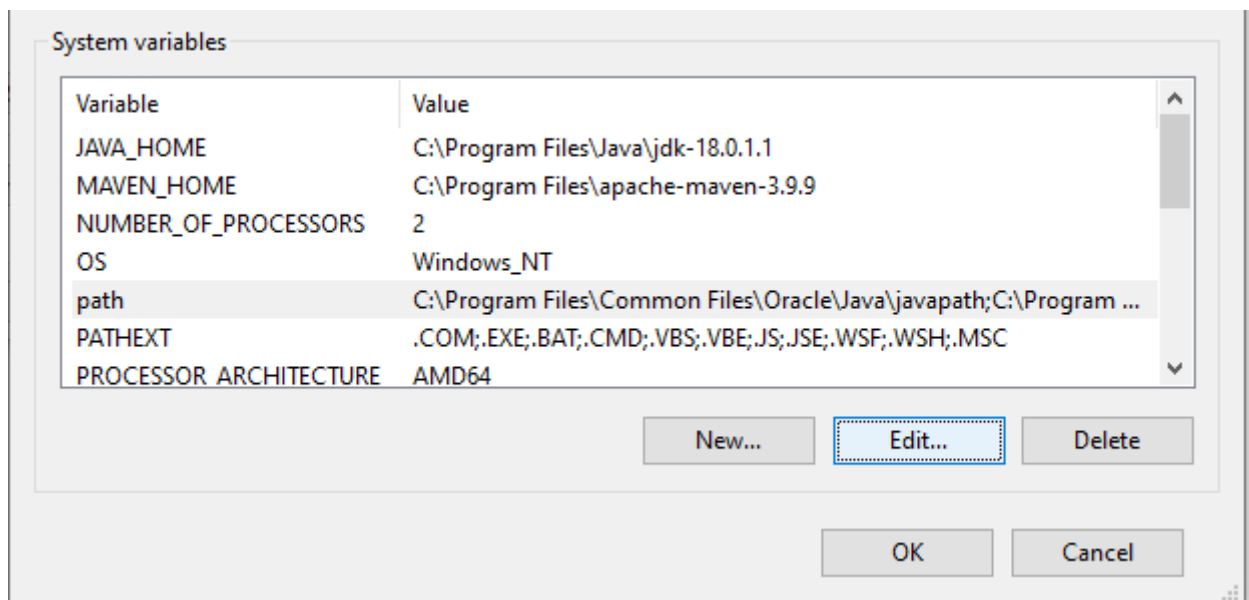 System variables
Variable Value
JAVA_HOME C:\Program Files\Java\jdk-18.0.1.1
MAVEN_HOME C:\Program Files\apache-maven-3.9.9
NUMBER_OF_PROCESSORS 2
OS Windows_NT
path C:\Program Files\Common Files\Oracle\Java\javapath;C:\Program ...
PATHEXT .COM;.EXE;.BAT;.CMD;.VBS;.VBE;.JS;.JSE;.WSF;.WSH;.MSC
PROCESSOR_ARCHITECTURE AMD64
New... Edit... Delete
OK Cancel